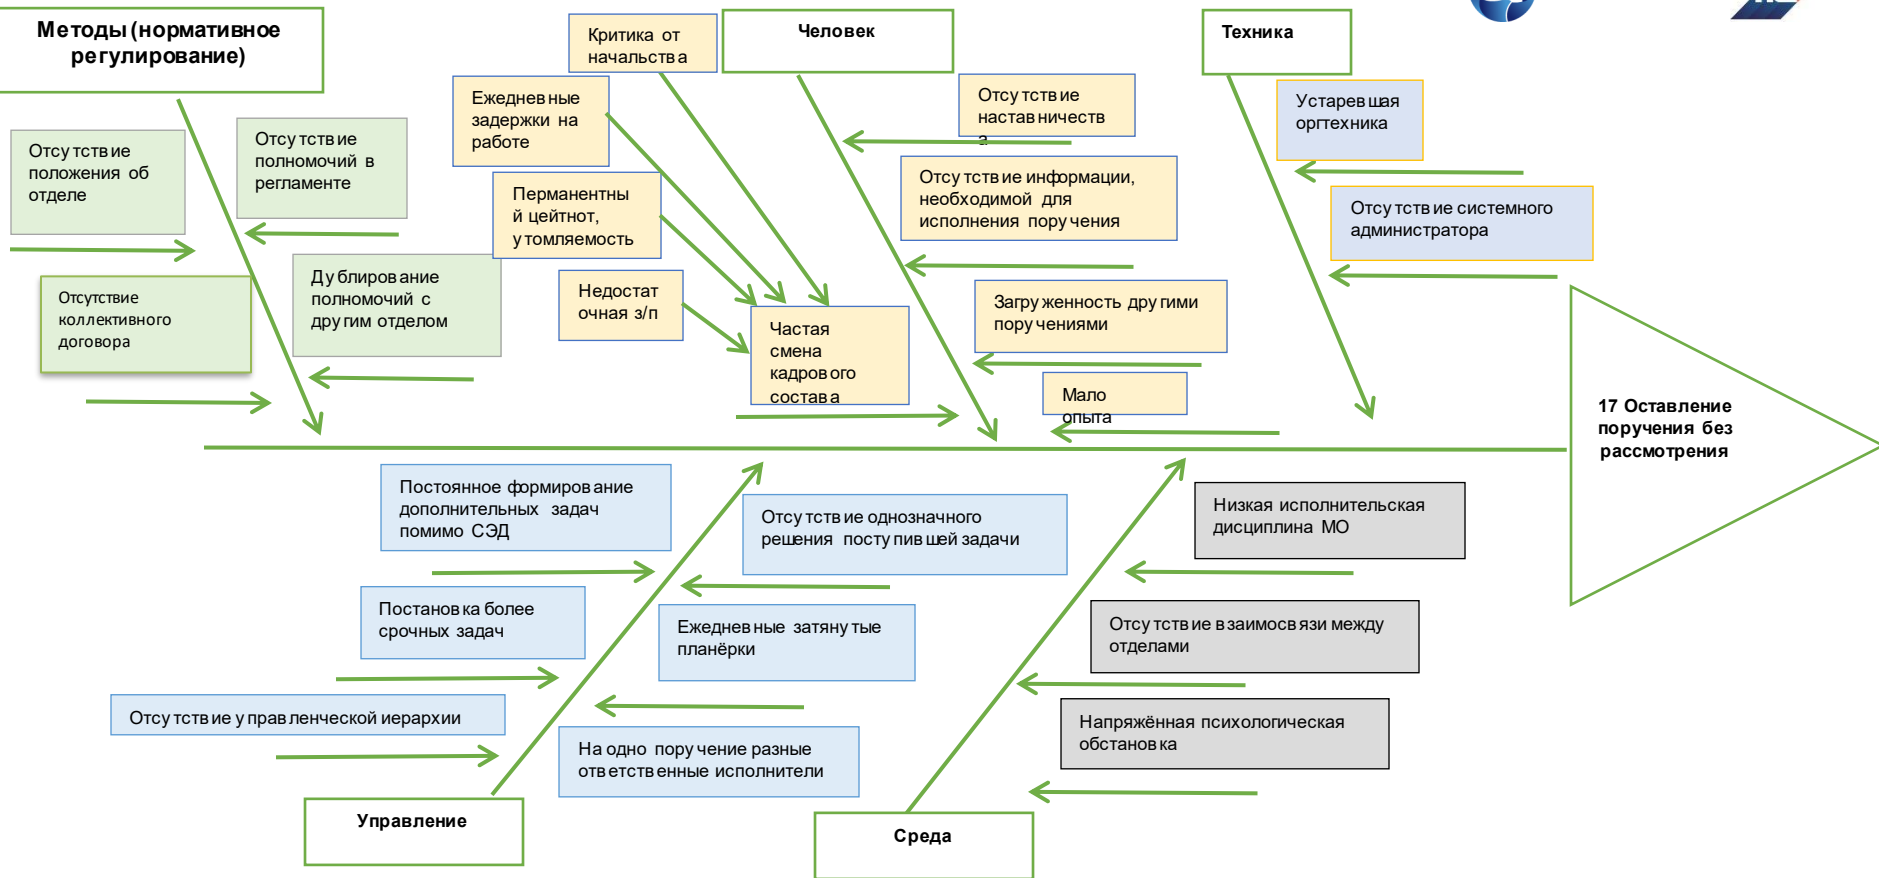 Методы (нормативное
регулирование)
Критика от
начальства
Человек
Техника
Ежедневные
задержки на
работе
Отсутствие
наставничеств
а
Устаревшая
оргтехника
Отсутствие
положения об
отделе
Отсутствие
полномочий в
регламенте
Перманентны
й цейтнот,
утомляемость
Отсутствие информации,
необходимой для
исполнения поручения
Отсутствие системного
администратора
Отсутствие
коллективного
договора
Дублирование
полномочий с
другим отделом
Недостат
очная з/п
Частая
смена
кадрового
состава
Загруженность другими
поручениями
Мало
опыта
17 Оставление
поручения без
рассмотрения
Постоянное формирование
дополнительных задач
помимо СЭД
Отсутствие однозначного
решения поступившей задачи
Низкая исполнительская
дисциплина МО
Постановка более
срочных задач
Ежедневные затянутые
планёрки
Отсутствие взаимосвязи между
отделами
Отсутствие управленческой иерархии
На одно поручение разные
ответственные исполнители
Напряжённая психологическая
обстановка
Управление
Среда